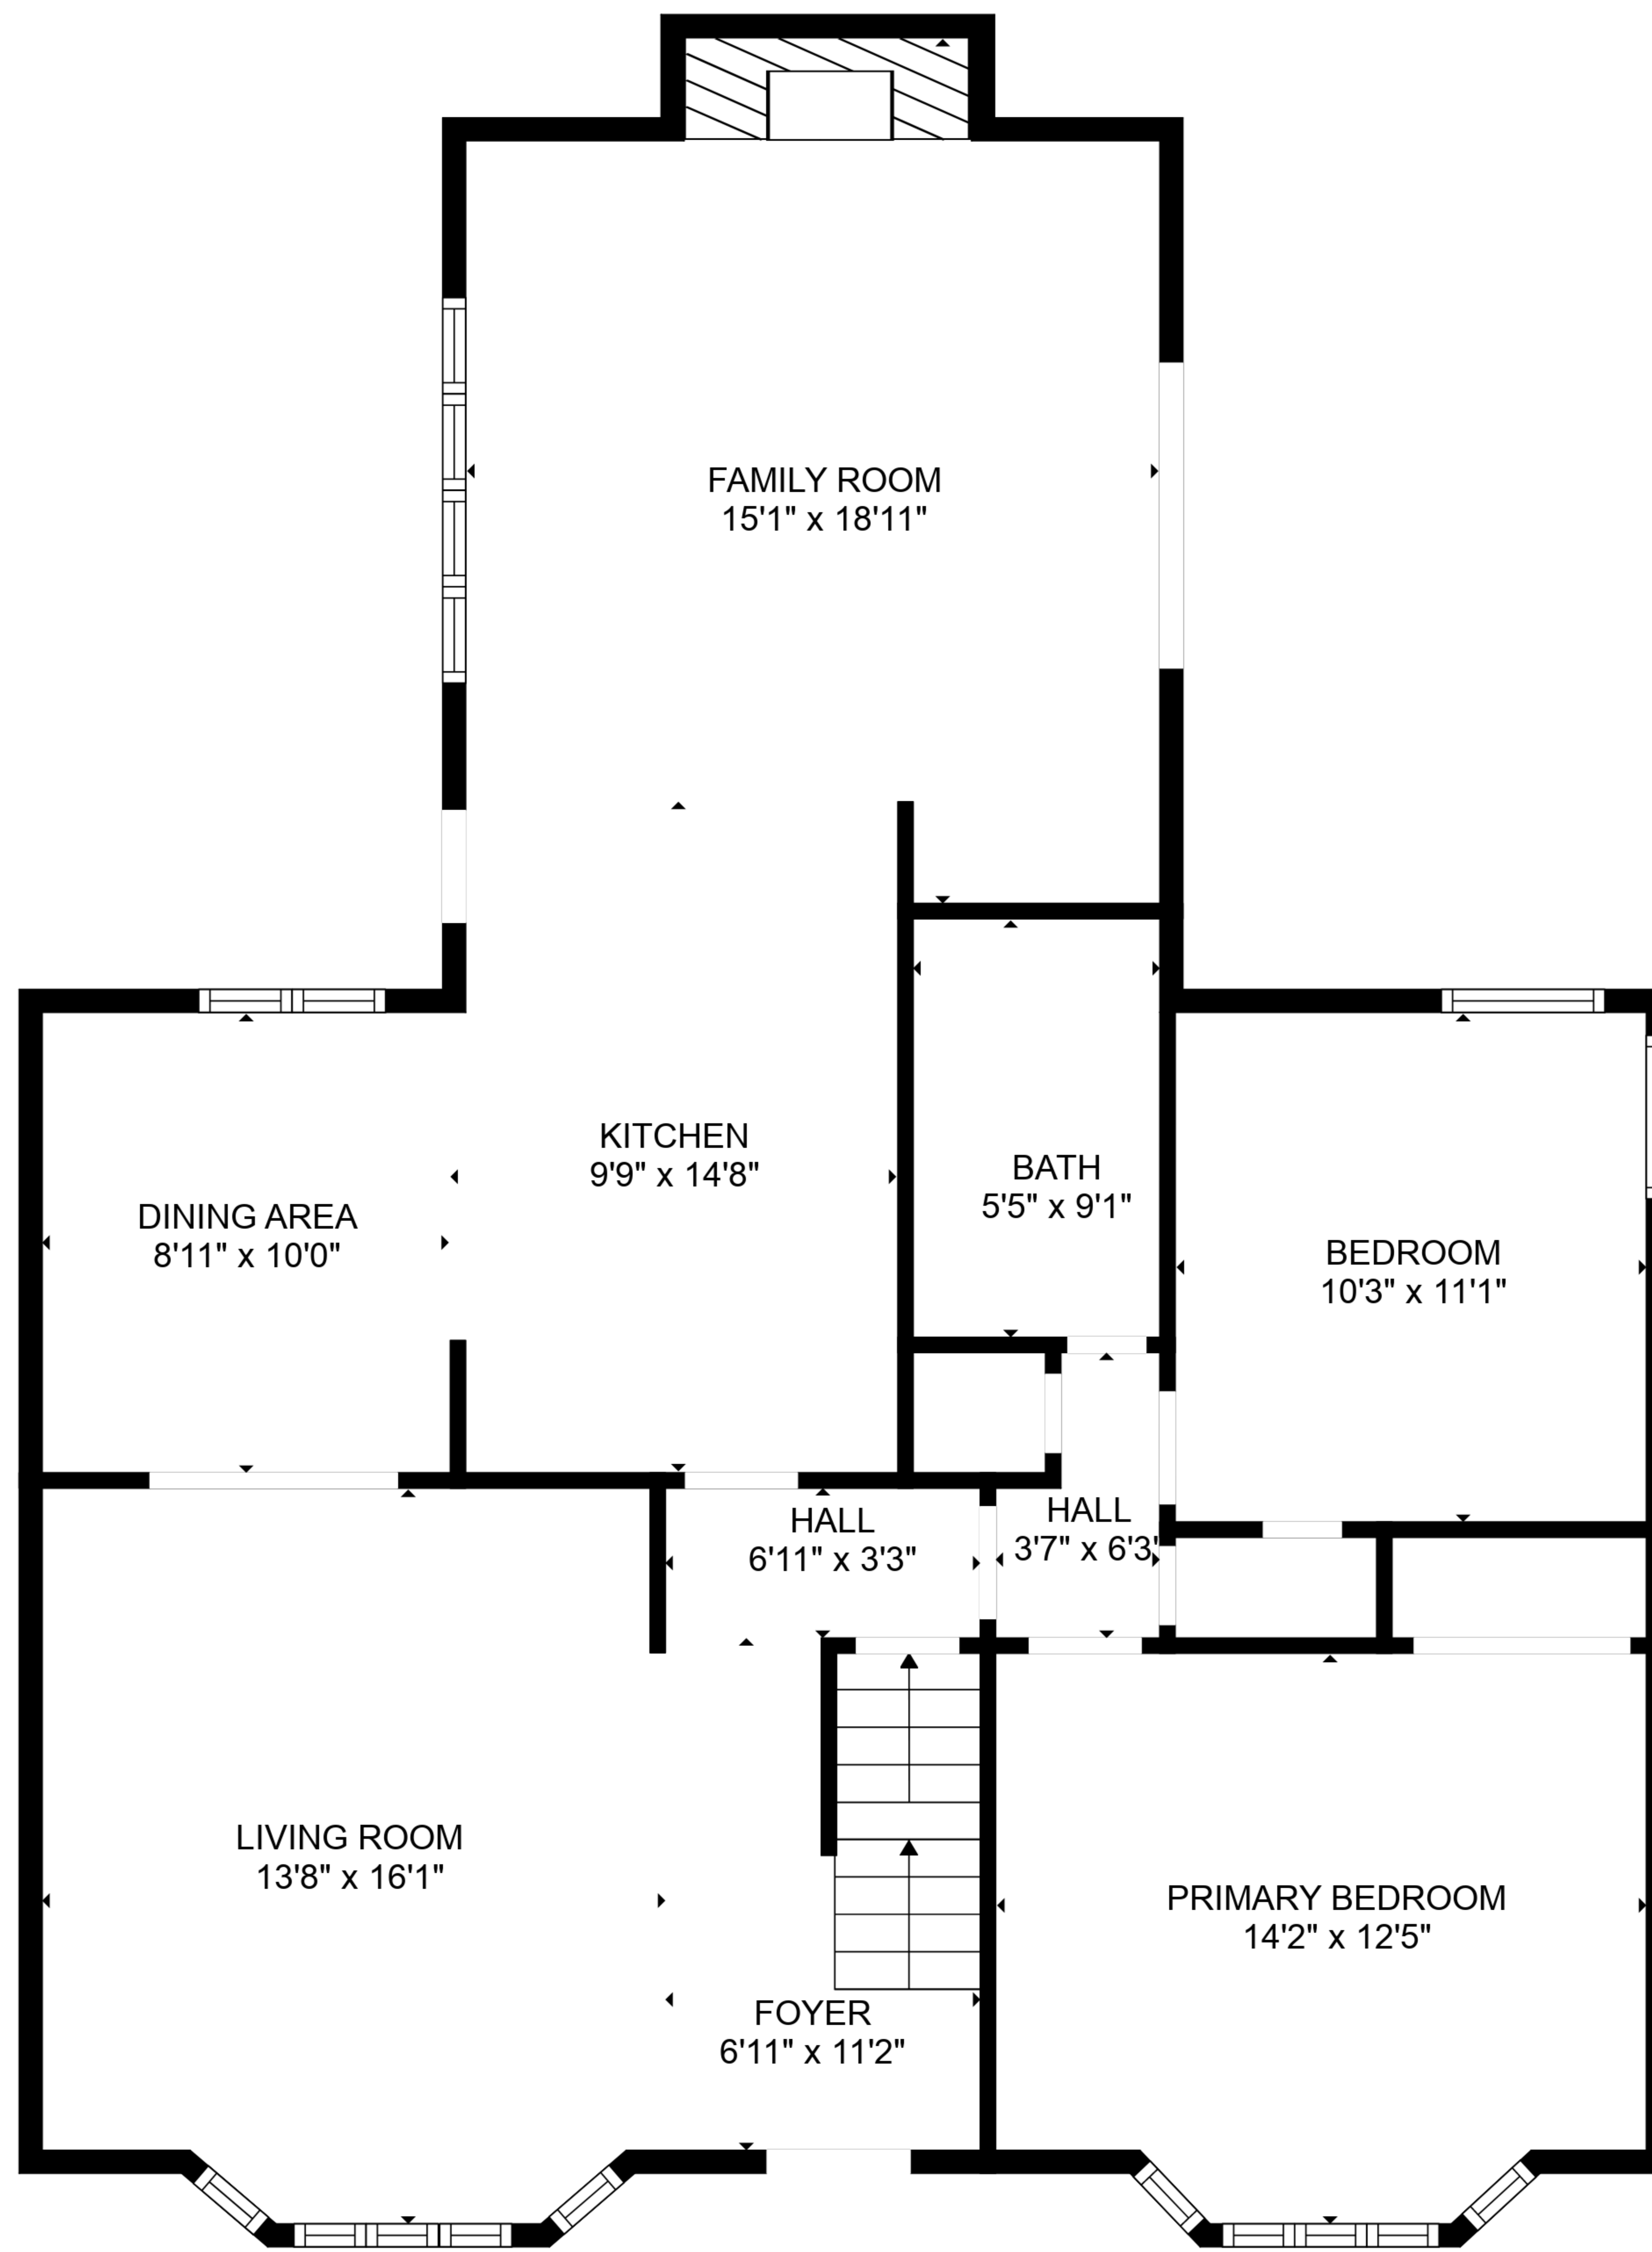 FAMILY ROOM
15'1" x 18'11"
KITCHEN
9'9" x 14'8"
BATH
5'5" x 9'1"
DINING AREA
8'11" x 10'0"
BEDROOM
10'3" x 11'1"
HALL
6'11" x 3'3"
HALL
3'7" x 6'3'
LIVING ROOM
13'8" x 16'1"
PRIMARY BEDROOM
14'2" x 12'5"
FOYER
6'11" x 11'2"